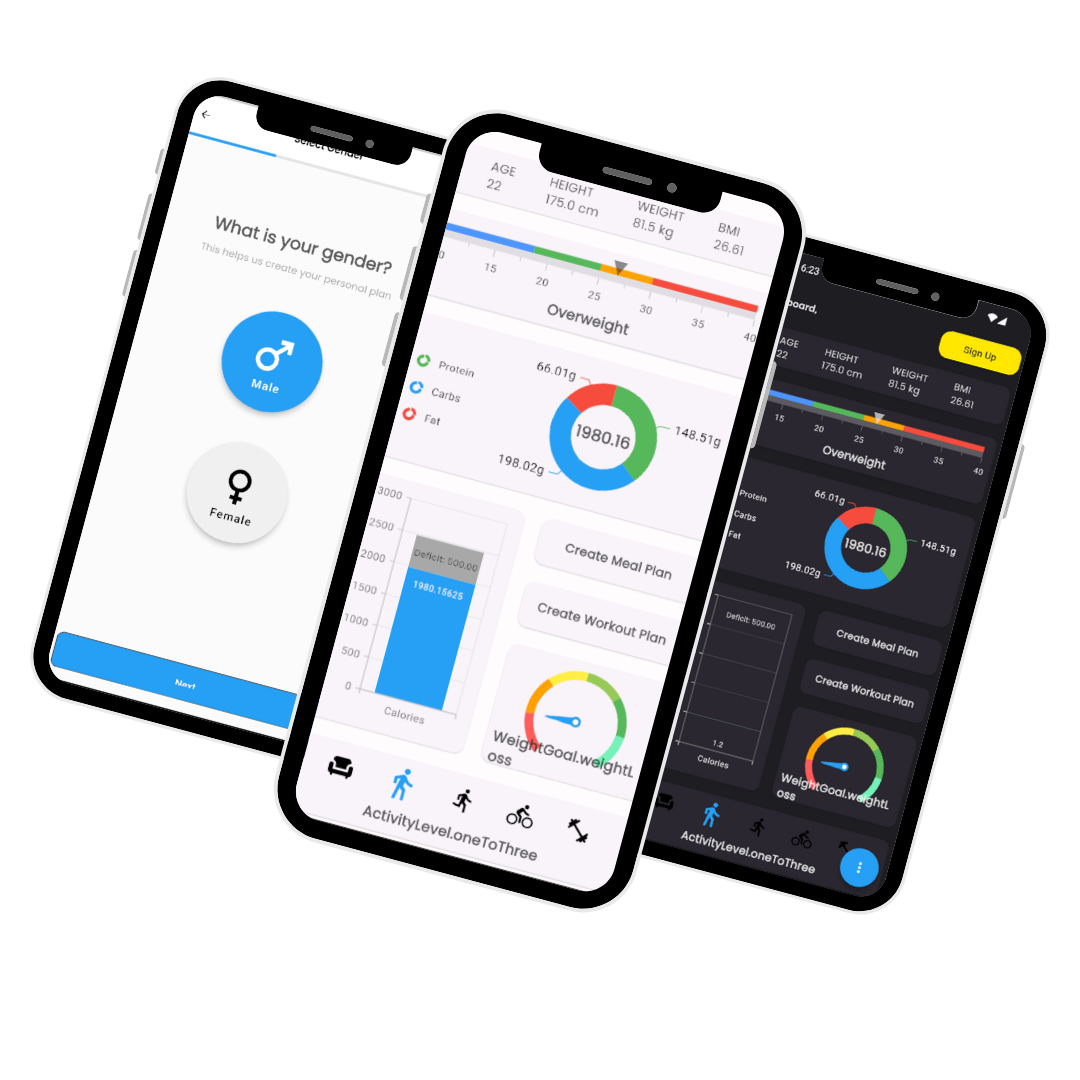 Select Gender
What is your gender?
This helps us create your personal plan
Male
Female
Next
AGE
22
HEIGHT
175.0 cm
WEIGHT
81.5 kg
BMI
26.61
0
15
20
25
30
35
40
Overweight
Protein
Carbs
Fat
66.01g
148.51g
198.02g
1980.16
3000
2500
2000
1500
1000
500
0
Deficit: 500.00
1980.15625
Calories
Create Meal Plan
Create Workout Plan
WeightGoal.weightL
oss
ActivityLevel.oneToThree
6:23
board,
Sign Up
AGE
22
HEIGHT
175.0 cm
WEIGHT
81.5 kg
BMI
26.61
15
20
25
30
35
40
Overweight
Protein
Carbs
Fat
66.01g
148.51g
198.02g
1980.16
Deficit: 500.00
1.2
Calories
Create Meal Plan
Create Workout Plan
WeightGoal.weightL
oss
ActivityLevel.oneToThree